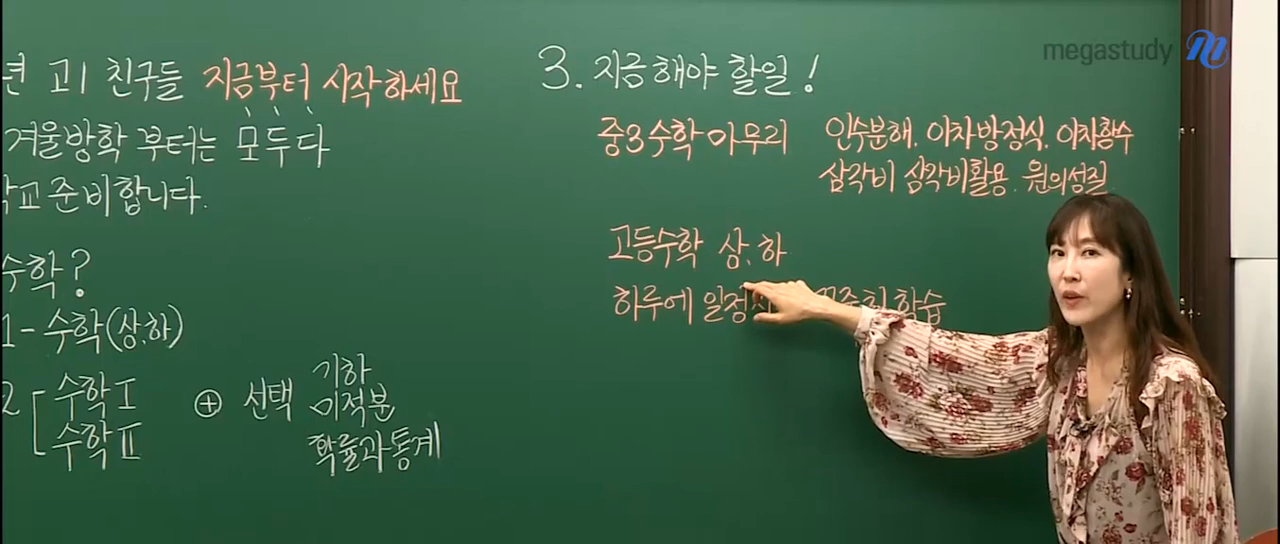 megastudy
년 고1 친구들 지금부터 시작하세요
겨울방학 부터는 모두 다
학교 준비합니다.
수학?
1 - 수학(상.하)
2 수학Ⅰ
수학Ⅱ
⊕ 선택 기하
미적분
확률과통계
3. 지금 해야 할일!
중3수학 마무리 인수분해. 이차방정식. 이차함수
삼각비 삼각비활용. 원의성질
고등수학 상.하
하루에 학습